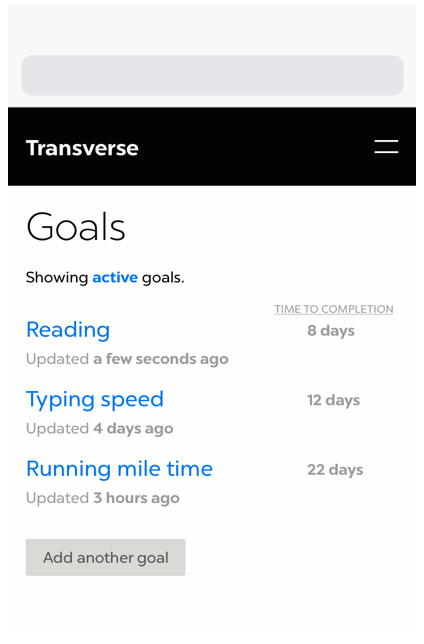 Transverse
Goals
Showing active goals.
TIME TO COMPLETION
Reading 8 days
Updated a few seconds ago
Typing speed 12 days
Updated 4 days ago
Running mile time 22 days
Updated 3 hours ago
Add another goal